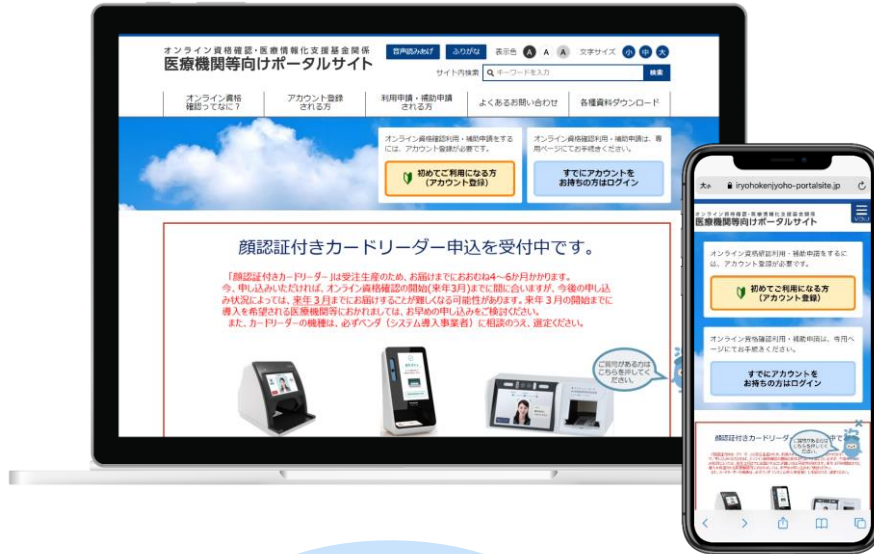 オンライン資格確認・医療情報化支援基金関係
医療機関等向けポータルサイト
音声読みあげ ふりがな 表示色 A A A 文字サイズ 小 中 大
サイト内検索 キーワードを入力 検索
オンライン資格
確認ってなに？
アカウント登録
される方
利用申請・補助申請
される方
よくあるお問い合わせ
各種資料ダウンロード
オンライン資格確認利用・補助申請をする
には、アカウント登録が必要です。
初めてご利用になる方
（アカウント登録）
オンライン資格確認利用・補助申請は、専
用ページにてお手続きください。
すでにアカウントを
お持ちの方はログイン
顔認証付きカードリーダー申込を受付中です。
「顔認証付きカードリーダー」は受注生産のため、お届けまでにおおむね4～6か月かかります。
今、申し込みいただければ、オンライン資格確認の開始(来年3月)までに間に合いますが、今後の申し込
み状況によっては、来年３月までにお届けすることが難しくなる可能性があります。来年３月の開始までに
導入を希望される医療機関等におかれましては、お早めの申し込みをご検討ください。
また、カードリーダーの機種は、必ずベンダ（システム導入事業者）に相談のうえ、選定ください。
ご質問がある方は
こちらを押してく
ださい。
大小 iryohokenjyoho-portalsite.jp
オンライン資格確認・医療情報化支援基金関係
医療機関等向けポータルサイト
オンライン資格確認利用・補助申請をするに
は、アカウント登録が必要です。
初めてご利用になる方
（アカウント登録）
オンライン資格確認利用・補助申請は、専用ペ
ージにてお手続きください。
すでにアカウントを
お持ちの方はログイン
顔認証付きカードリーダー
ご質問がある方は
こちらを押してく
ださい。